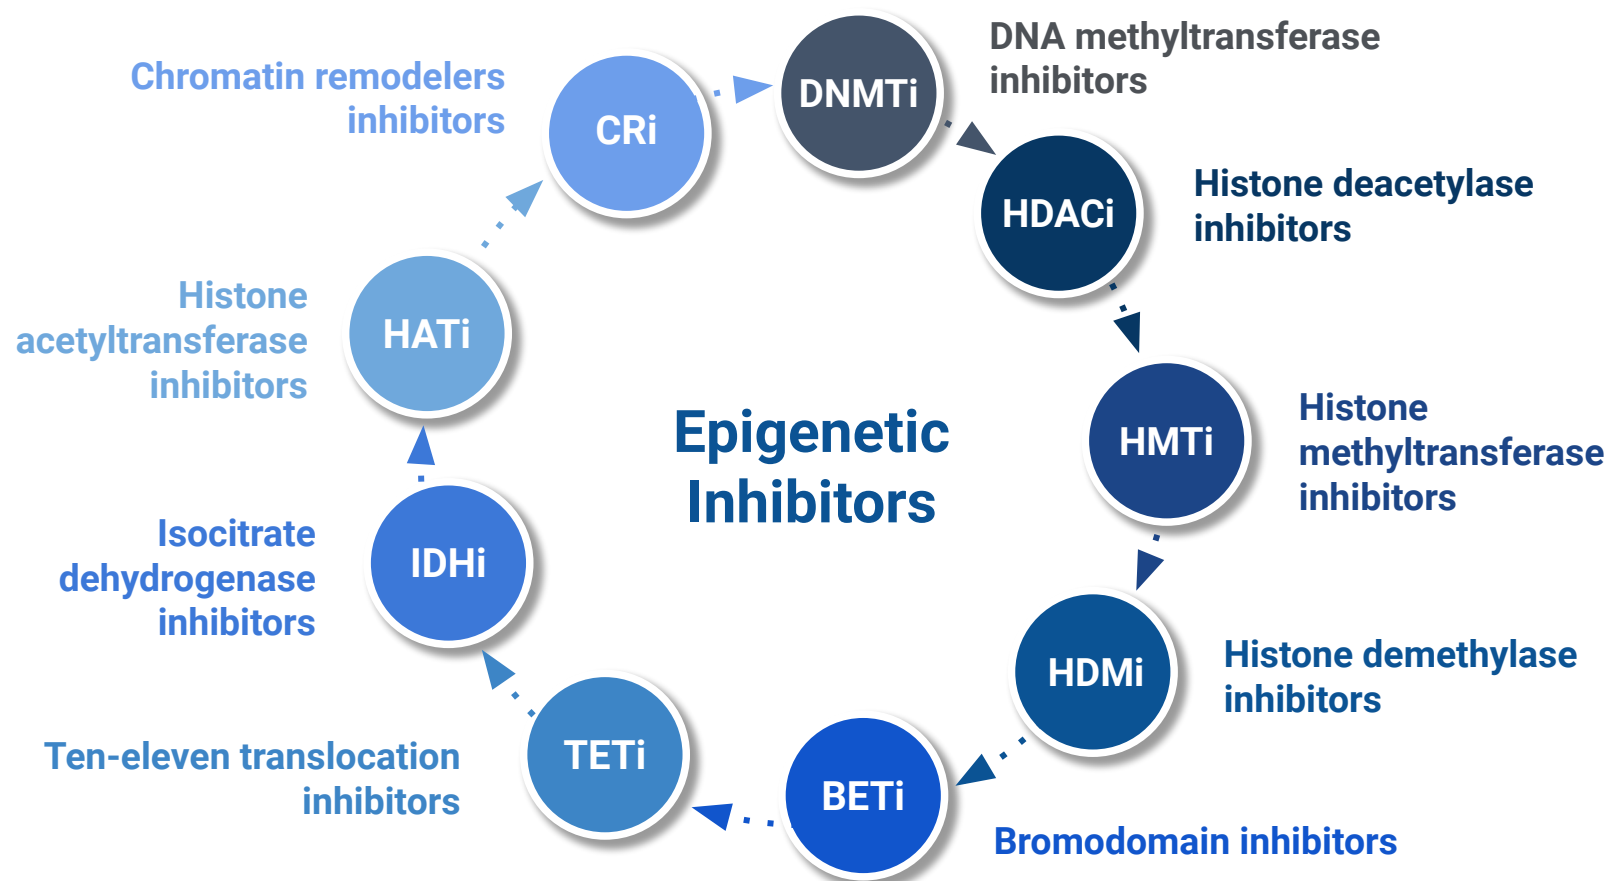 DNMTi
DNA methyltransferase
inhibitors
HDACi
Histone deacetylase
inhibitors
HMTi
Histone
methyltransferase
inhibitors
HDMi
Histone demethylase
inhibitors
BETi
Bromodomain inhibitors
TETi
Ten-eleven translocation
inhibitors
IDHi
Isocitrate
dehydrogenase
inhibitors
HATi
Histone
acetyltransferase
inhibitors
CRi
Chromatin remodelers
inhibitors
Epigenetic
Inhibitors